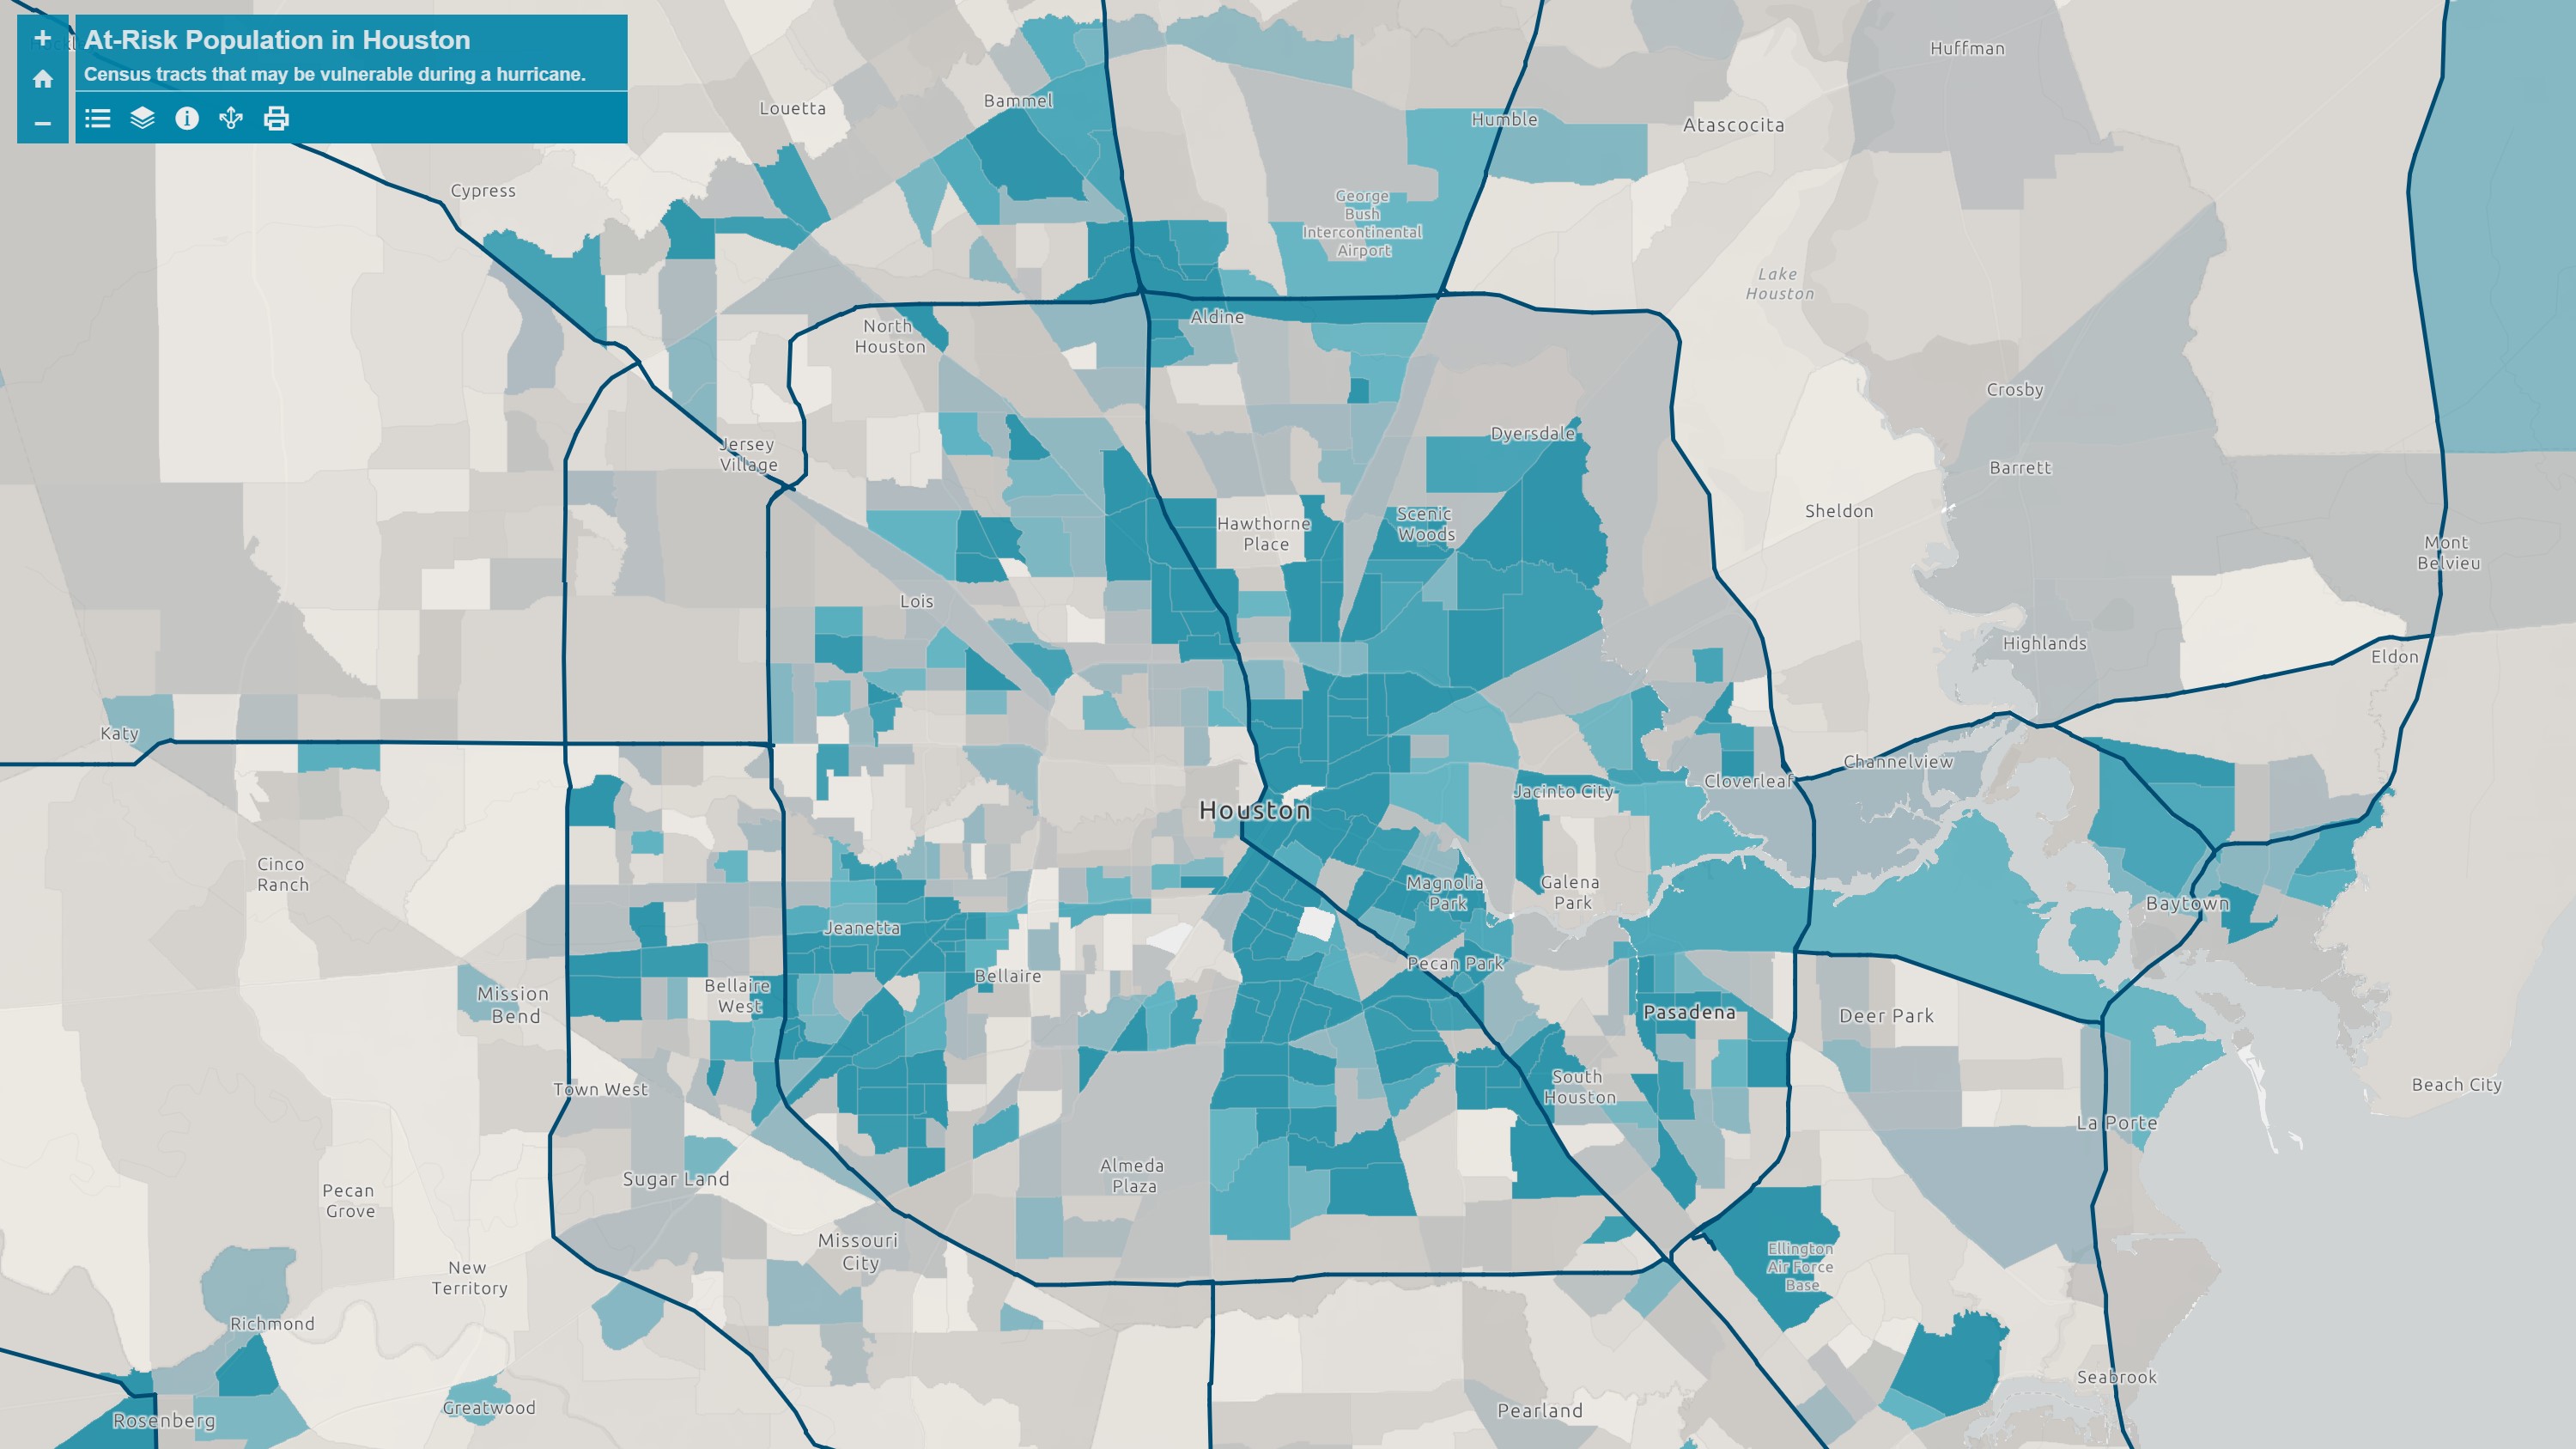 At-Risk Population in Houston
Census tracts that may be vulnerable during a hurricane.
Huffman
Louetta
Bammel
Humble
Atascocita
Cypress
George
Bush
Intercontinental
Airport
Lake
Houston
North
Houston
Aldine
Crosby
Jersey
Village
Dyersdale
Barrett
Hawthorne
Place
Scenic
Woods
Sheldon
Mont
Belvieu
Lois
Highlands
Eldon
Katy
Channelview
Cloverleaf
Jacinto City
Houston
Cinco
Ranch
Magnolia
Park
Galena
Park
Baytown
Jeanetta
Bellaire
Pecan Park
Mission
Bend
Bellaire
West
Pasadena
Deer Park
Town West
South
Houston
Beach City
La Porte
Sugar Land
Almeda
Plaza
Pecan
Grove
Missouri
City
Ellington
Air Force
Base
New
Territory
Richmond
Seabrook
Greatwood
Rosenberg
Pearland